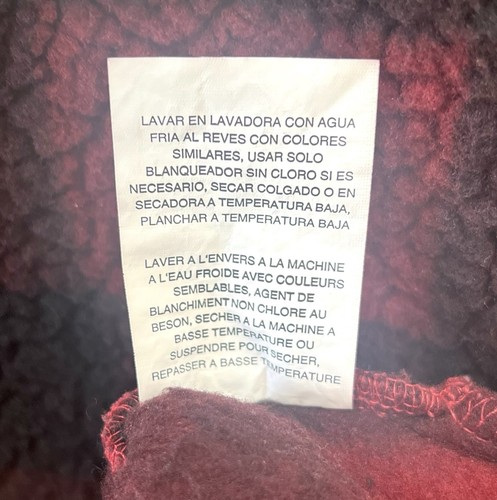 LAVAR EN LAVADORA CON AGUA
FRIA AL REVES CON COLORES
SIMILARES, USAR SOLO
BLANQUEADOR SIN CLORO SI ES
NECESARIO, SECAR COLGADO O EN
SECADORA A TEMPERATURA BAJA,
PLANCHAR A TEMPERATURA BAJA
LAVER A L'ENVERS A LA MACHINE
A L'EAU FROIDE AVEC COULEURS
SEMBLABLES, AGENT DE
BLANCHIMENT NON CHLORE AU
BESON, SECHER A LA MACHINE A
BASSE TEMPERATURE OU
SUSPENDRE POUR SECHER,
REPASSER A BASSE TEMPERATURE